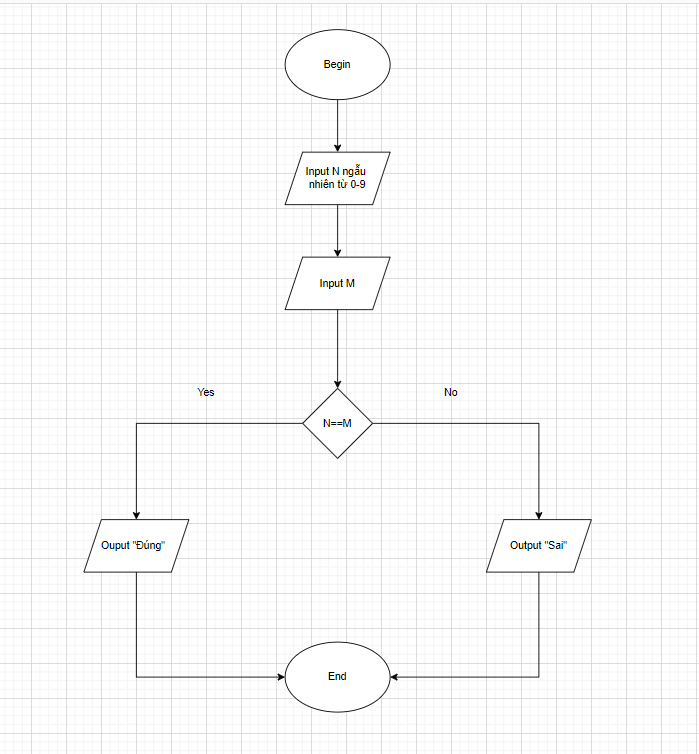 Begin
Input N ngẫu
nhiên từ 0-9
Input M
Yes
No
N==M
Ouput "Đúng"
Output "Sai"
End